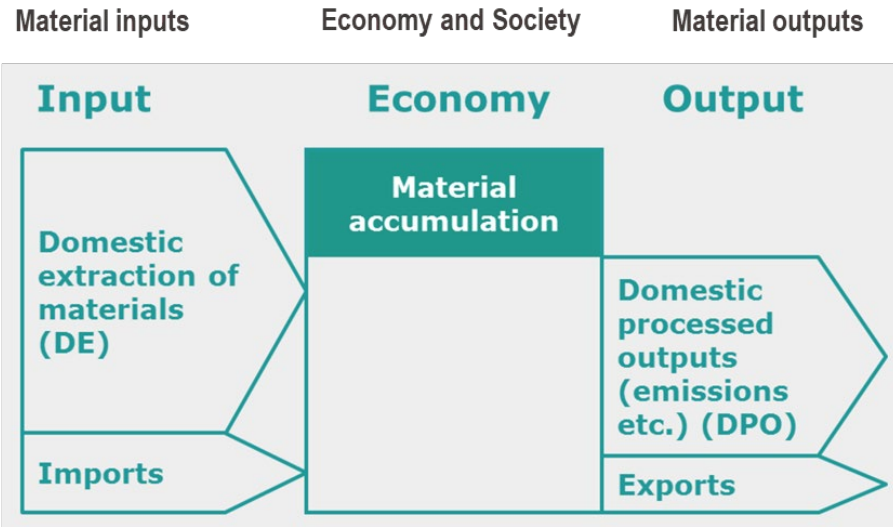 Material inputs
Economy and Society
Material outputs
Input
Economy
Output
Material
accumulation
Domestic
extraction of
materials
(DE)
Domestic
processed
outputs
(emissions
etc.) (DPO)
Imports
Exports